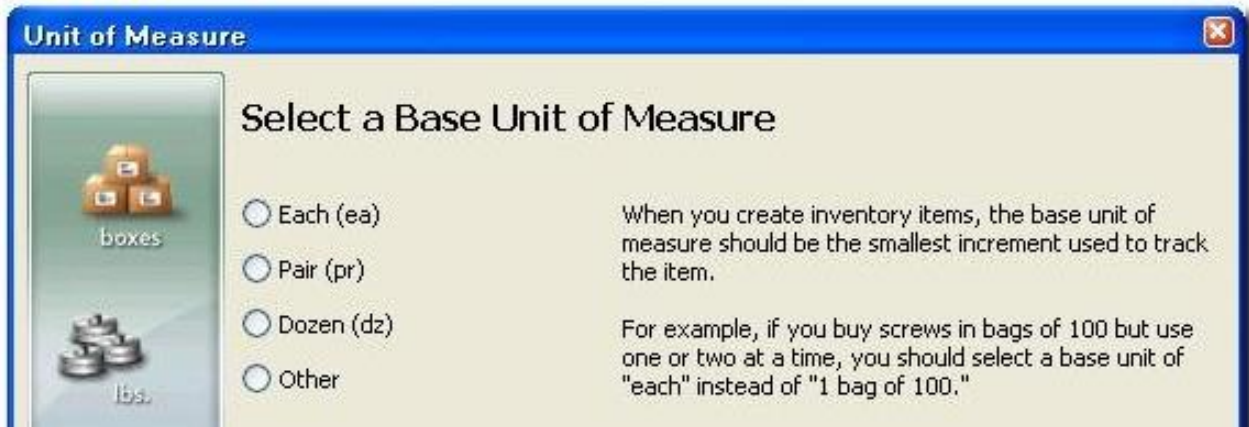 Unit of Measure
Select a Base Unit of Measure
boxes
lbs.
Each (ea)
Pair (pr)
Dozen (dz)
Other
When you create inventory items, the base unit of
measure should be the smallest increment used to track
the item.
For example, if you buy screws in bags of 100 but use
one or two at a time, you should select a base unit of
"each" instead of "1 bag of 100."